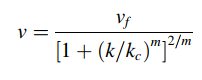 v = v_f / [1 + (k/k_c)^m]^{2/m}